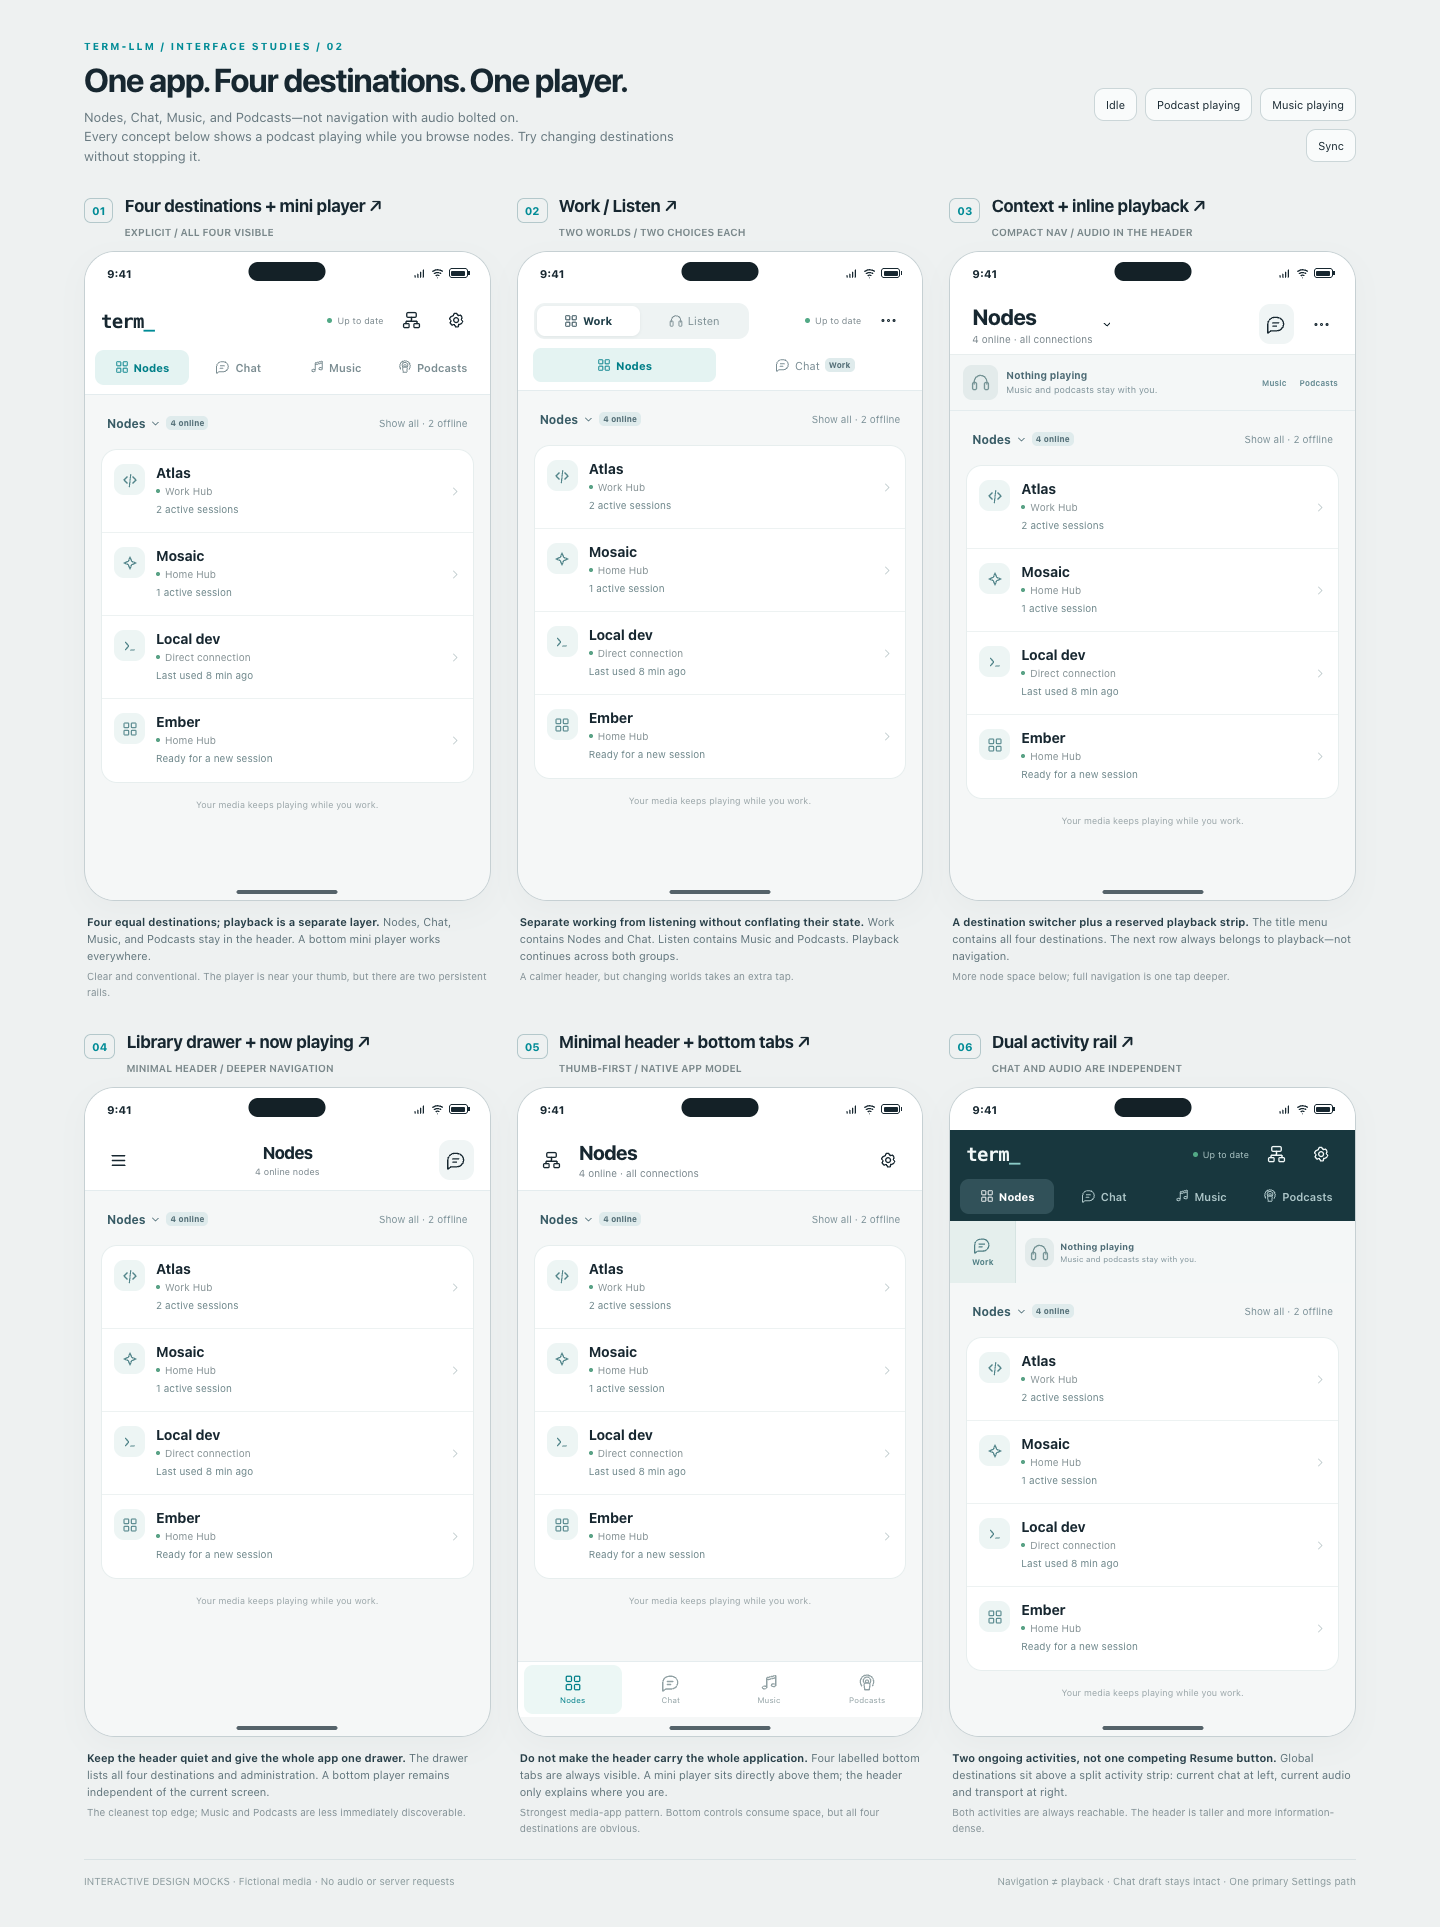 TERM-LLM / INTERFACE STUDIES / 02
One app. Four destinations. One player.
Nodes, Chat, Music, and Podcasts—not navigation with audio bolted on.
Every concept below shows a podcast playing while you browse nodes. Try changing destinations
without stopping it.
Idle
Podcast playing
Music playing
Sync
01 Four destinations + mini player ↗
EXPLICIT / ALL FOUR VISIBLE
9:41
term_
Up to date
Nodes Chat Music Podcasts
Nodes 4 online Show all · 2 offline
Atlas
Work Hub
2 active sessions
Mosaic
Home Hub
1 active session
Local dev
Direct connection
Last used 8 min ago
Ember
Home Hub
Ready for a new session
Your media keeps playing while you work.
Four equal destinations; playback is a separate layer. Nodes, Chat,
Music, and Podcasts stay in the header. A bottom mini player works
everywhere.
Clear and conventional. The player is near your thumb, but there are two persistent
rails.
02 Work / Listen ↗
TWO WORLDS / TWO CHOICES EACH
9:41
Work Listen Up to date
Nodes Chat Work
Nodes 4 online Show all · 2 offline
Atlas
Work Hub
2 active sessions
Mosaic
Home Hub
1 active session
Local dev
Direct connection
Last used 8 min ago
Ember
Home Hub
Ready for a new session
Your media keeps playing while you work.
Separate working from listening without conflating their state. Work
contains Nodes and Chat. Listen contains Music and Podcasts. Playback
continues across both groups.
A calmer header, but changing worlds takes an extra tap.
03 Context + inline playback ↗
COMPACT NAV / AUDIO IN THE HEADER
9:41
Nodes
4 online · all connections
Nothing playing
Music and podcasts stay with you.
Music Podcasts
Nodes 4 online Show all · 2 offline
Atlas
Work Hub
2 active sessions
Mosaic
Home Hub
1 active session
Local dev
Direct connection
Last used 8 min ago
Ember
Home Hub
Ready for a new session
Your media keeps playing while you work.
A destination switcher plus a reserved playback strip. The title menu
contains all four destinations. The next row always belongs to playback—not
navigation.
More node space below; full navigation is one tap deeper.
04 Library drawer + now playing ↗
MINIMAL HEADER / DEEPER NAVIGATION
9:41
Nodes
4 online nodes
Nodes 4 online Show all · 2 offline
Atlas
Work Hub
2 active sessions
Mosaic
Home Hub
1 active session
Local dev
Direct connection
Last used 8 min ago
Ember
Home Hub
Ready for a new session
Your media keeps playing while you work.
Keep the header quiet and give the whole app one drawer. The drawer
lists all four destinations and administration. A bottom player remains
independent of the current screen.
The cleanest top edge; Music and Podcasts are less immediately discoverable.
05 Minimal header + bottom tabs ↗
THUMB-FIRST / NATIVE APP MODEL
9:41
Nodes
4 online · all connections
Nodes 4 online Show all · 2 offline
Atlas
Work Hub
2 active sessions
Mosaic
Home Hub
1 active session
Local dev
Direct connection
Last used 8 min ago
Ember
Home Hub
Ready for a new session
Your media keeps playing while you work.
Nodes Chat Music Podcasts
Do not make the header carry the whole application. Four labelled bottom
tabs are always visible. A mini player sits directly above them; the header
only explains where you are.
Strongest media-app pattern. Bottom controls consume space, but all four
destinations are obvious.
06 Dual activity rail ↗
CHAT AND AUDIO ARE INDEPENDENT
9:41
term_
Up to date
Nodes Chat Music Podcasts
Work
Nothing playing
Music and podcasts stay with you.
Nodes 4 online Show all · 2 offline
Atlas
Work Hub
2 active sessions
Mosaic
Home Hub
1 active session
Local dev
Direct connection
Last used 8 min ago
Ember
Home Hub
Ready for a new session
Your media keeps playing while you work.
Two ongoing activities, not one competing Resume button. Global
destinations sit above a split activity strip: current chat at left, current audio
and transport at right.
Both activities are always reachable. The header is taller and more information-
dense.
INTERACTIVE DESIGN MOCKS · Fictional media · No audio or server requests
Navigation ≠ playback · Chat draft stays intact · One primary Settings path